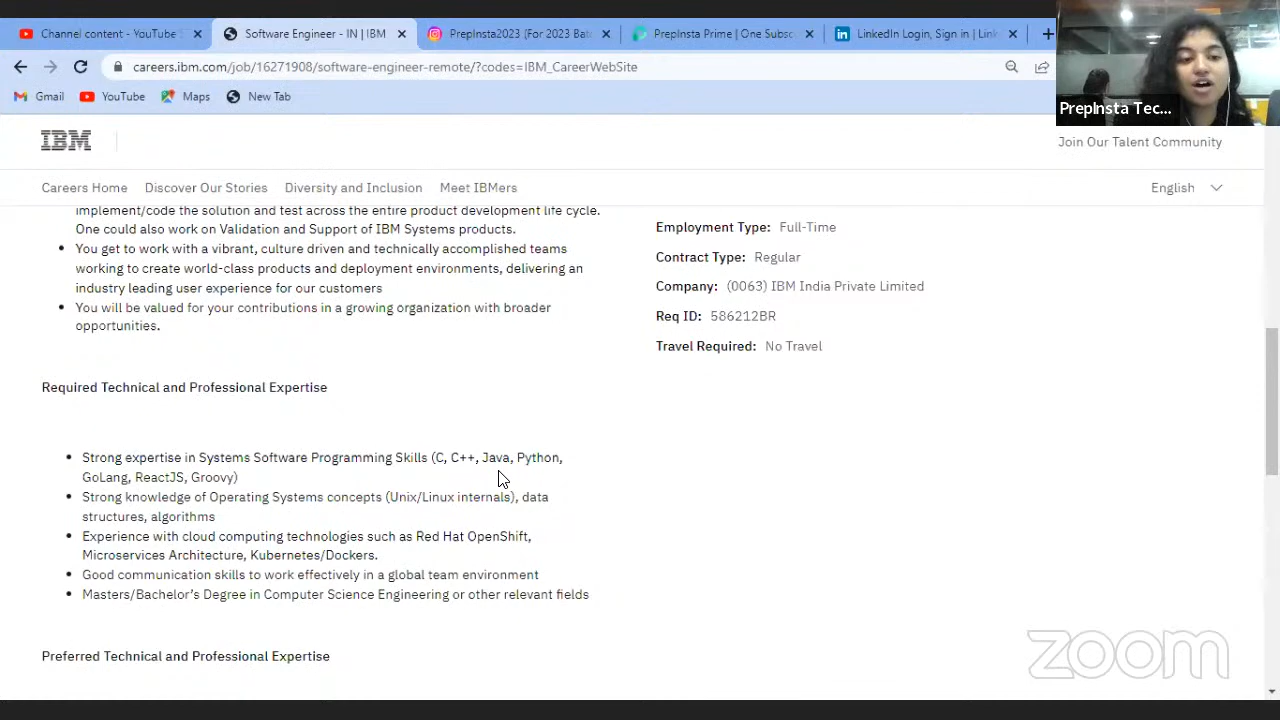 Channel content - YouTube S
Software Engineer - IN | IBM
PrepInsta2023 (For 2023 Batc
PrepInsta Prime | One Subsc
LinkedIn Login, Sign in | Link
careers.ibm.com/job/16271908/software-engineer-remote/?codes=IBM_CareerWebSite
Gmail
YouTube
Maps
New Tab
PrepInsta Tec...
IBM
Join Our Talent Community
Careers Home
Discover Our Stories
Diversity and Inclusion
Meet IBMers
English
implement/code the solution and test across the entire product development life cycle.
One could also work on Validation and Support of IBM Systems products.
You get to work with a vibrant, culture driven and technically accomplished teams
working to create world-class products and deployment environments, delivering an
industry leading user experience for our customers
You will be valued for your contributions in a growing organization with broader
opportunities.
Employment Type: Full-Time
Contract Type: Regular
Company: (0063) IBM India Private Limited
Req ID: 586212BR
Travel Required: No Travel
Required Technical and Professional Expertise
Strong expertise in Systems Software Programming Skills (C, C++, Java, Python,
GoLang, ReactJS, Groovy)
Strong knowledge of Operating Systems concepts (Unix/Linux internals), data
structures, algorithms
Experience with cloud computing technologies such as Red Hat OpenShift,
Microservices Architecture, Kubernetes/Dockers.
Good communication skills to work effectively in a global team environment
Masters/Bachelor's Degree in Computer Science Engineering or other relevant fields
Preferred Technical and Professional Expertise
zoom